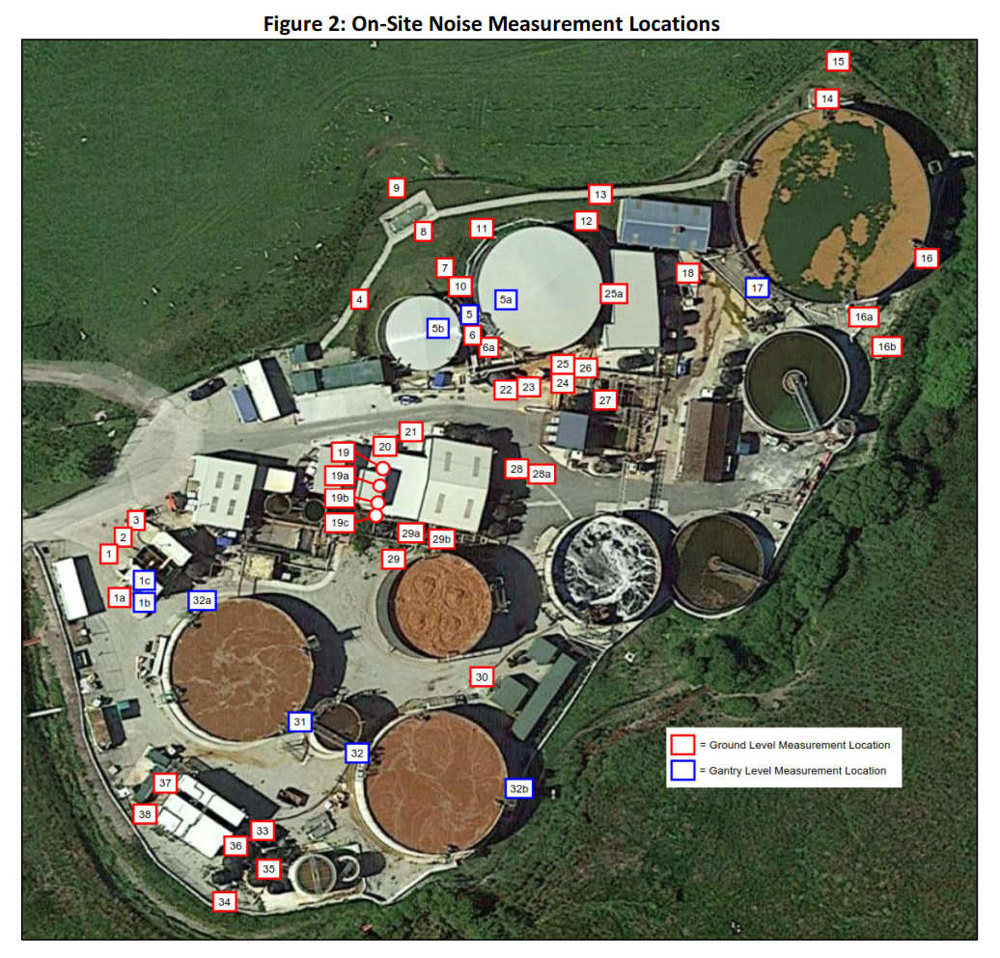 Figure 2: On-Site Noise Measurement Locations
15
14
9
13
8
11
12
7
16
10
18
17
4
5a
25a
5
16a
5b
6
6a
16b
25
26
22
23
24
27
21
20
19
28
28a
19a
19b
3
19c
2
29a
29b
1
29
1c
1a
1b
32a
30
31
= Ground Level Measurement Location
32
= Gantry Level Measurement Location
37
32b
38
33
36
35
34